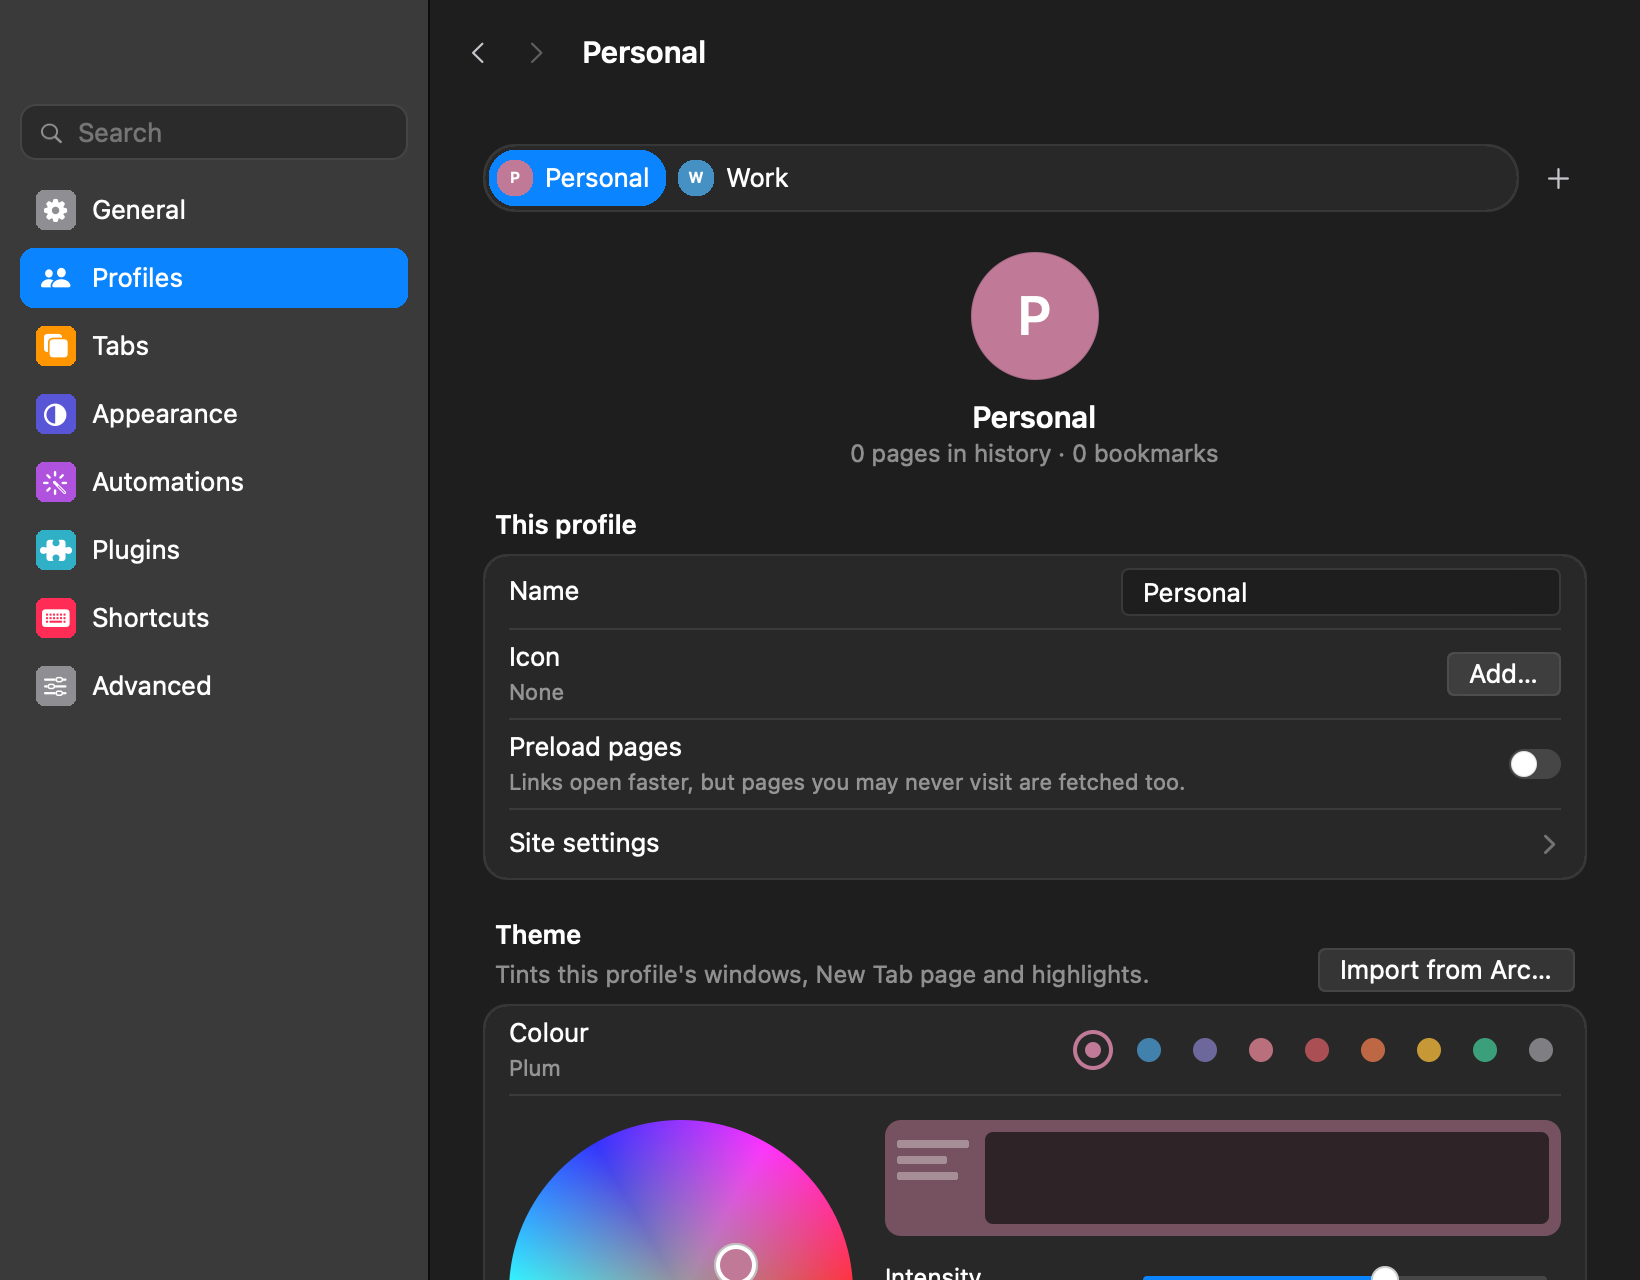 Personal
Search
General
Profiles
Tabs
Appearance
Automations
Plugins
Shortcuts
Advanced
P Personal W Work
P
Personal
0 pages in history · 0 bookmarks
This profile
Name Personal
Icon
None
Add...
Preload pages
Links open faster, but pages you may never visit are fetched too.
Site settings
Theme
Tints this profile's windows, New Tab page and highlights.
Import from Arc...
Colour
Plum
Intensity